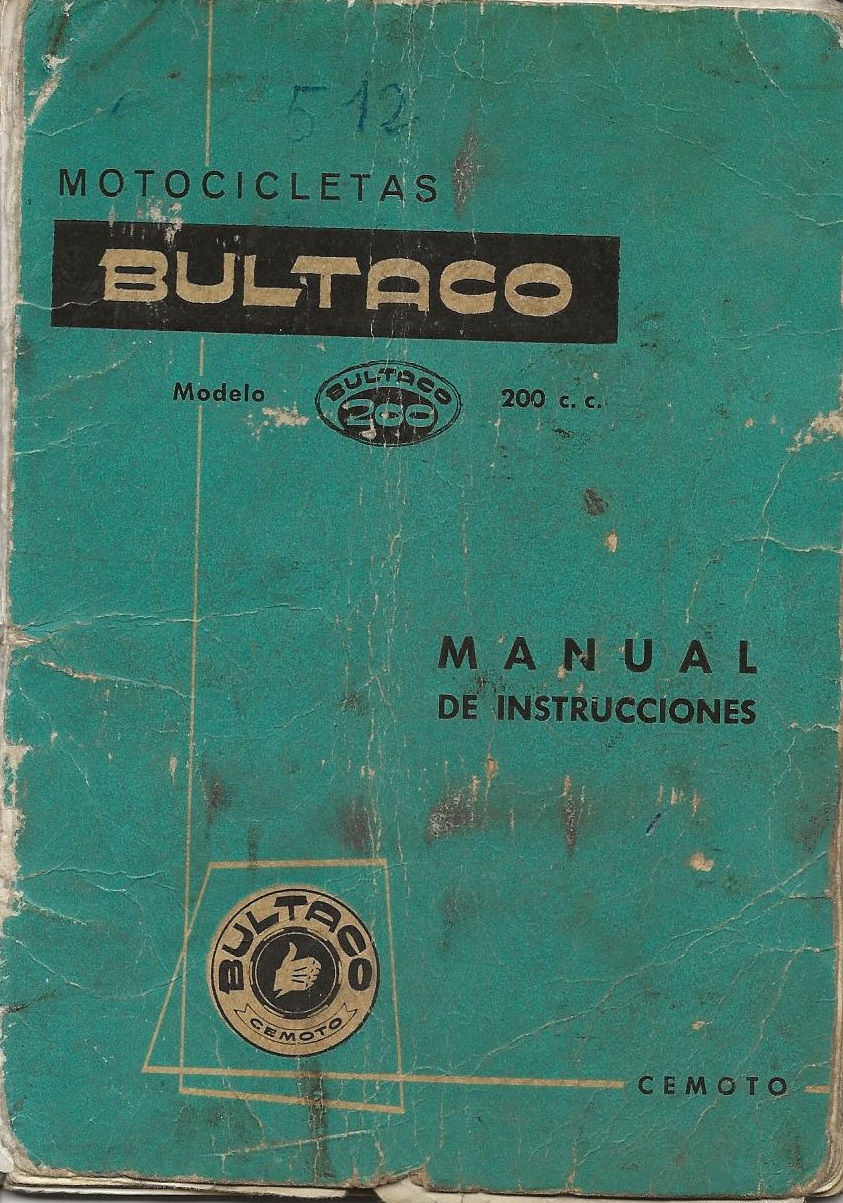 512
MOTOCICLETAS
BULTACO
Modelo BULTACO 200 200 c. c.
MANUAL
DE INSTRUCCIONES
BULTACO
CEMOTO
CEMOTO